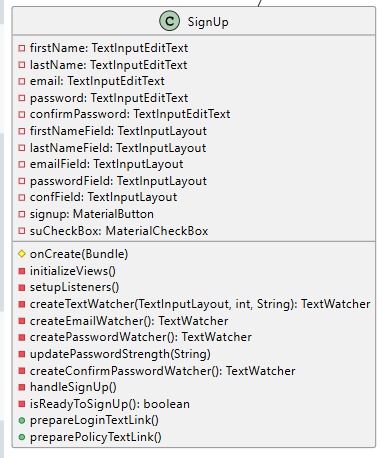 C SignUp
firstName: TextInputEditText
lastName: TextInputEditText
email: TextInputEditText
password: TextInputEditText
confirmPassword: TextInputEditText
firstNameField: TextInputLayout
lastNameField: TextInputLayout
emailField: TextInputLayout
passwordField: TextInputLayout
confField: TextInputLayout
signup: MaterialButton
suCheckBox: MaterialCheckBox
onCreate(Bundle)
initializeViews()
setupListeners()
createTextWatcher(TextInputLayout, int, String): TextWatcher
createEmailWatcher(): TextWatcher
createPasswordWatcher(): TextWatcher
updatePasswordStrength(String)
createConfirmPasswordWatcher(): TextWatcher
handleSignUp()
isReadyToSignUp(): boolean
prepareLoginTextLink()
preparePolicyTextLink()